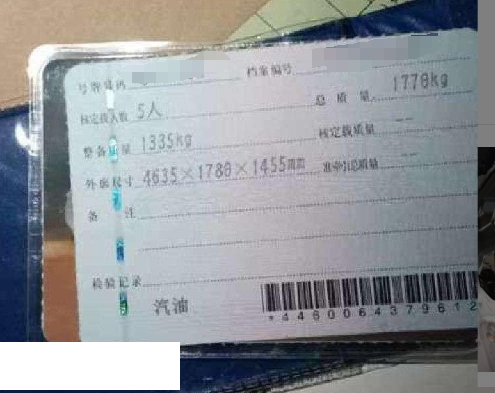 号牌号码 档案编号
核定载人数 5人 总质量 1770kg
整备质量 1335kg 核定载质量 --
外廓尺寸 4635×1780×1455mm 准牵引总质量 --
备注
检验记录
汽油
*4460064379612